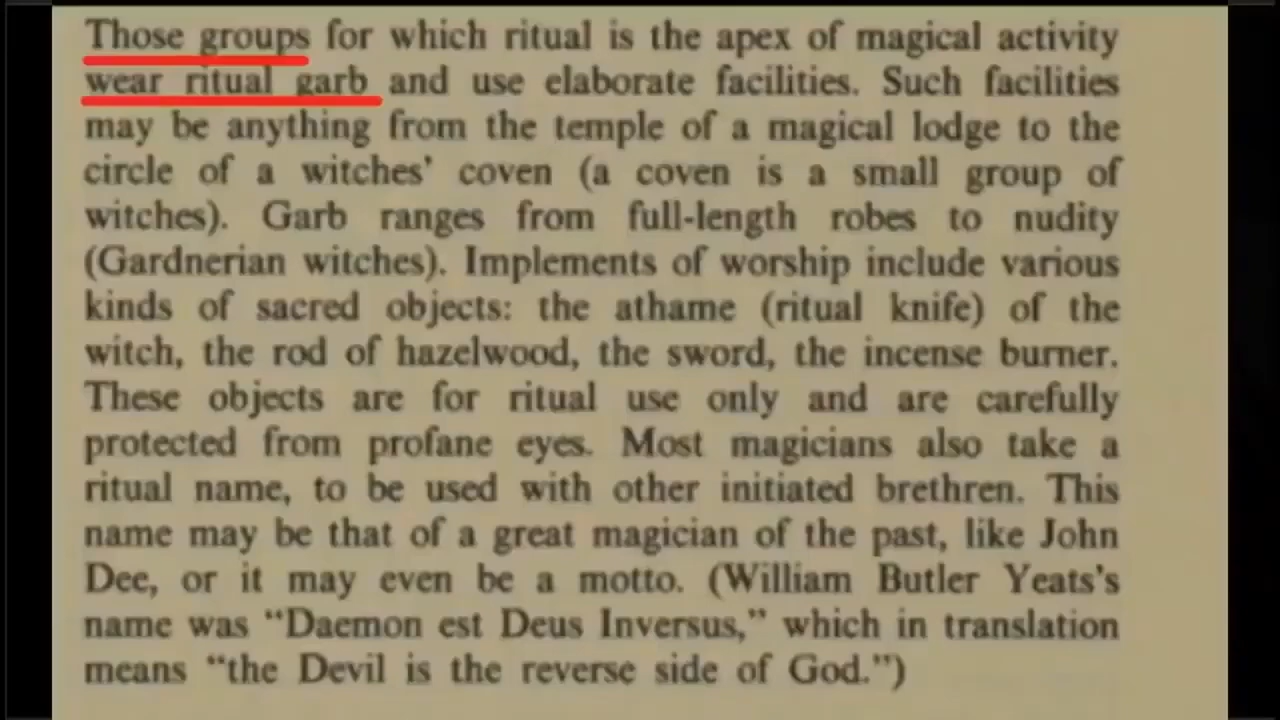 Those groups for which ritual is the apex of magical activity
wear ritual garb and use elaborate facilities. Such facilities
may be anything from the temple of a magical lodge to the
circle of a witches' coven (a coven is a small group of
witches). Garb ranges from full-length robes to nudity
(Gardnerian witches). Implements of worship include various
kinds of sacred objects: the athame (ritual knife) of the
witch, the rod of hazelwood, the sword, the incense burner.
These objects are for ritual use only and are carefully
protected from profane eyes. Most magicians also take a
ritual name, to be used with other initiated brethren. This
name may be that of a great magician of the past, like John
Dee, or it may even be a motto. (William Butler Yeats's
name was “Daemon est Deus Inversus,” which in translation
means “the Devil is the reverse side of God.”)